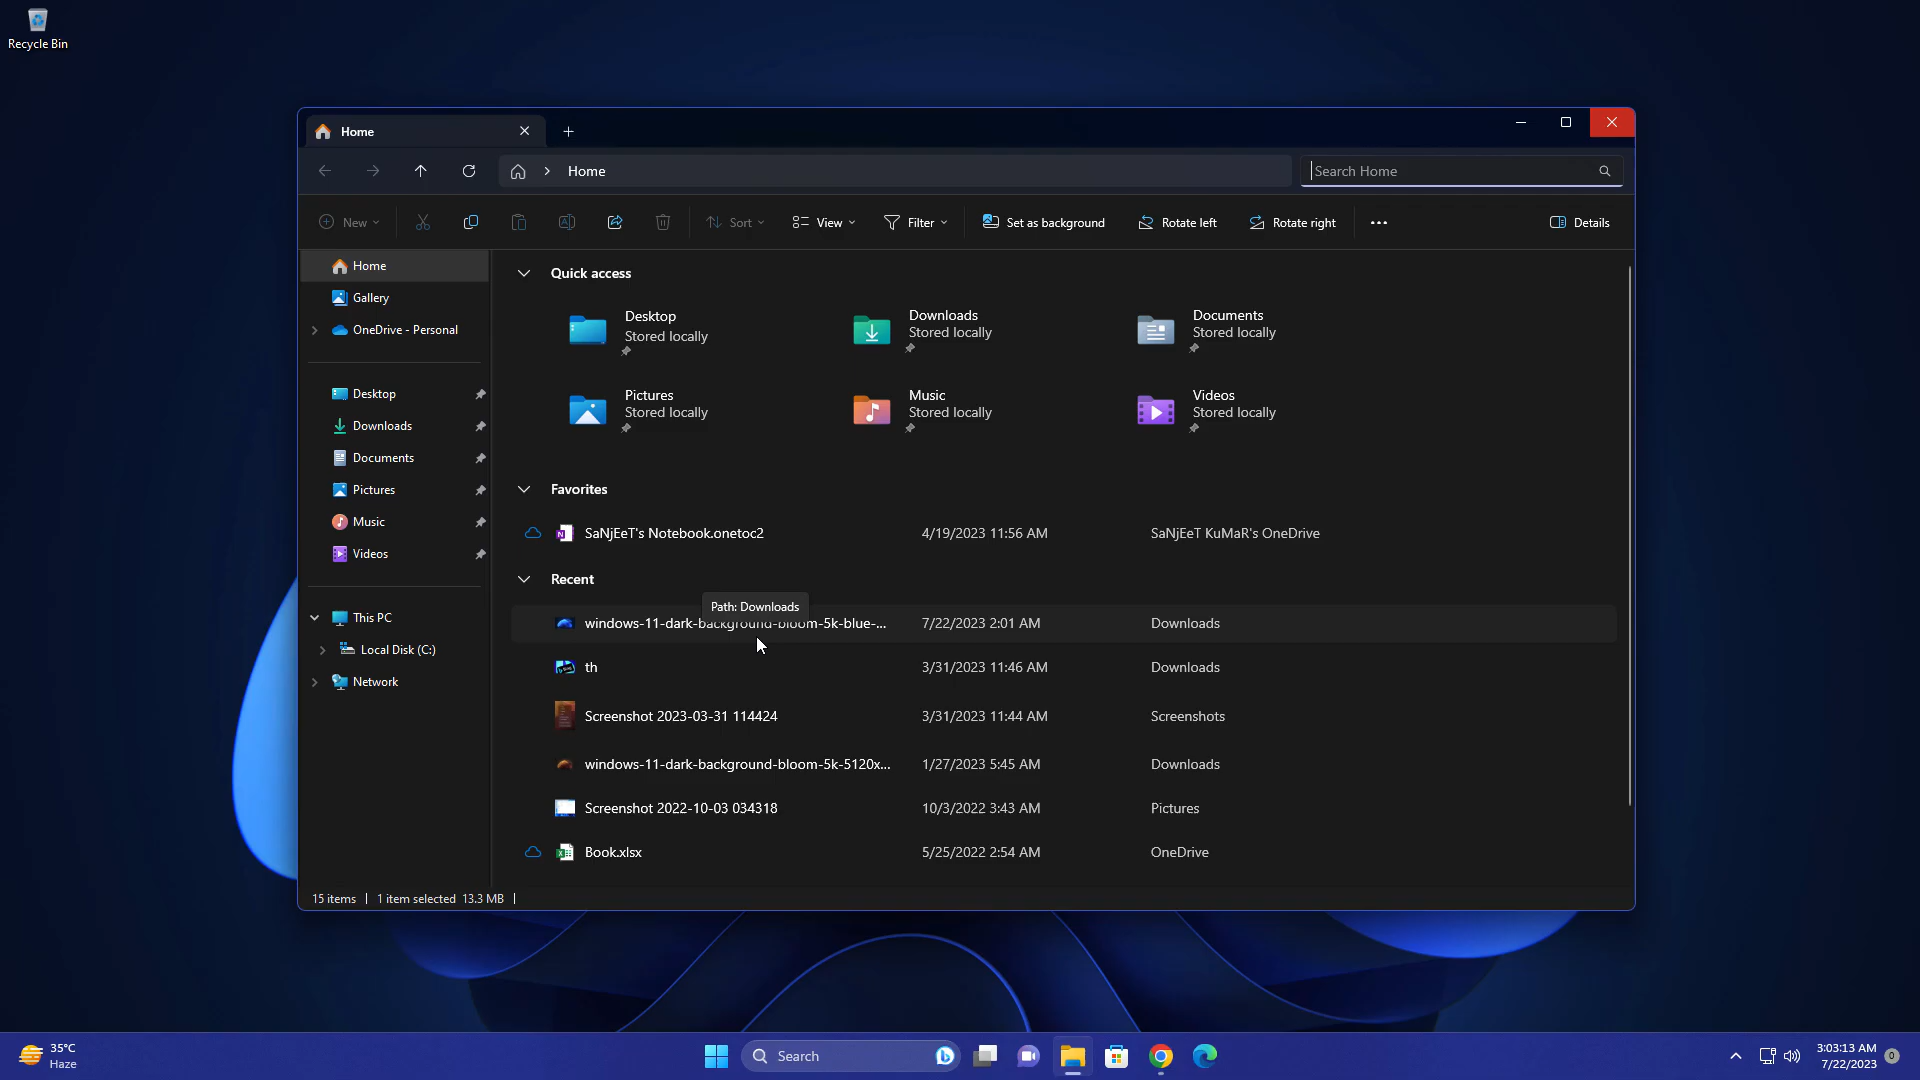 Recycle Bin
Home
Home
Search Home
New
Sort
View
Filter
Set as background
Rotate left
Rotate right
Details
Home
Gallery
OneDrive - Personal
Desktop
Downloads
Documents
Pictures
Music
Videos
This PC
Local Disk (C:)
Network
Quick access
Desktop
Stored locally
Downloads
Stored locally
Documents
Stored locally
Pictures
Stored locally
Music
Stored locally
Videos
Stored locally
Favorites
SaNjEeT's Notebook.onetoc2 4/19/2023 11:56 AM SaNjEeT KuMaR's OneDrive
Recent
Path: Downloads
windows-11-dark-background-bloom-5k-blue-... 7/22/2023 2:01 AM Downloads
th 3/31/2023 11:46 AM Downloads
Screenshot 2023-03-31 114424 3/31/2023 11:44 AM Screenshots
windows-11-dark-background-bloom-5k-5120x... 1/27/2023 5:45 AM Downloads
Screenshot 2022-10-03 034318 10/3/2022 3:43 AM Pictures
Book.xlsx 5/25/2022 2:54 AM OneDrive
15 items 1 item selected 13.3 MB
35°C
Haze
Search
3:03:13 AM
7/22/2023
0